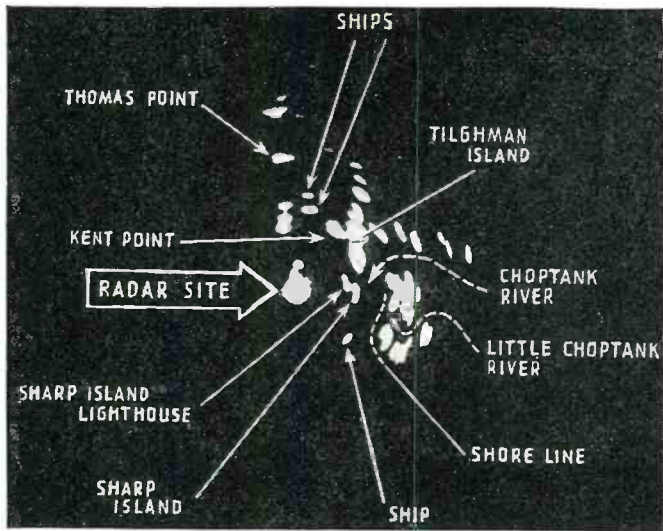 SHIPS
THOMAS POINT
TILGHMAN
ISLAND
KENT POINT
RADAR SITE
CHOPTANK
RIVER
LITTLE CHOPTANK
RIVER
SHARP ISLAND
LIGHTHOUSE
SHORE LINE
SHARP
ISLAND
SHIP